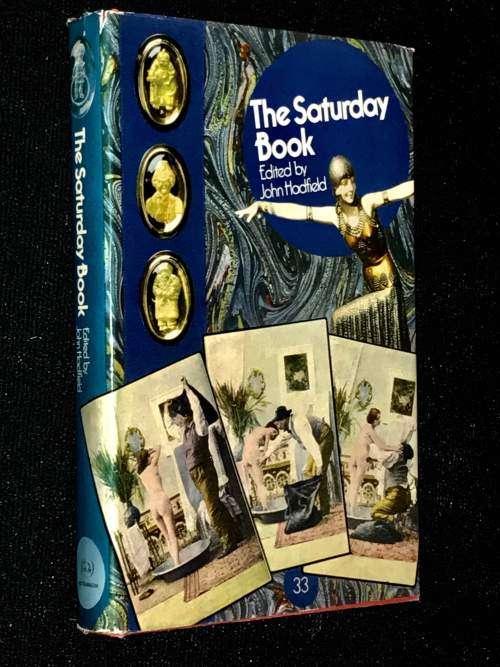 The Saturday
Book
Edited by
John Hadfield
33
The Saturday Book
Edited by
John Hadfield